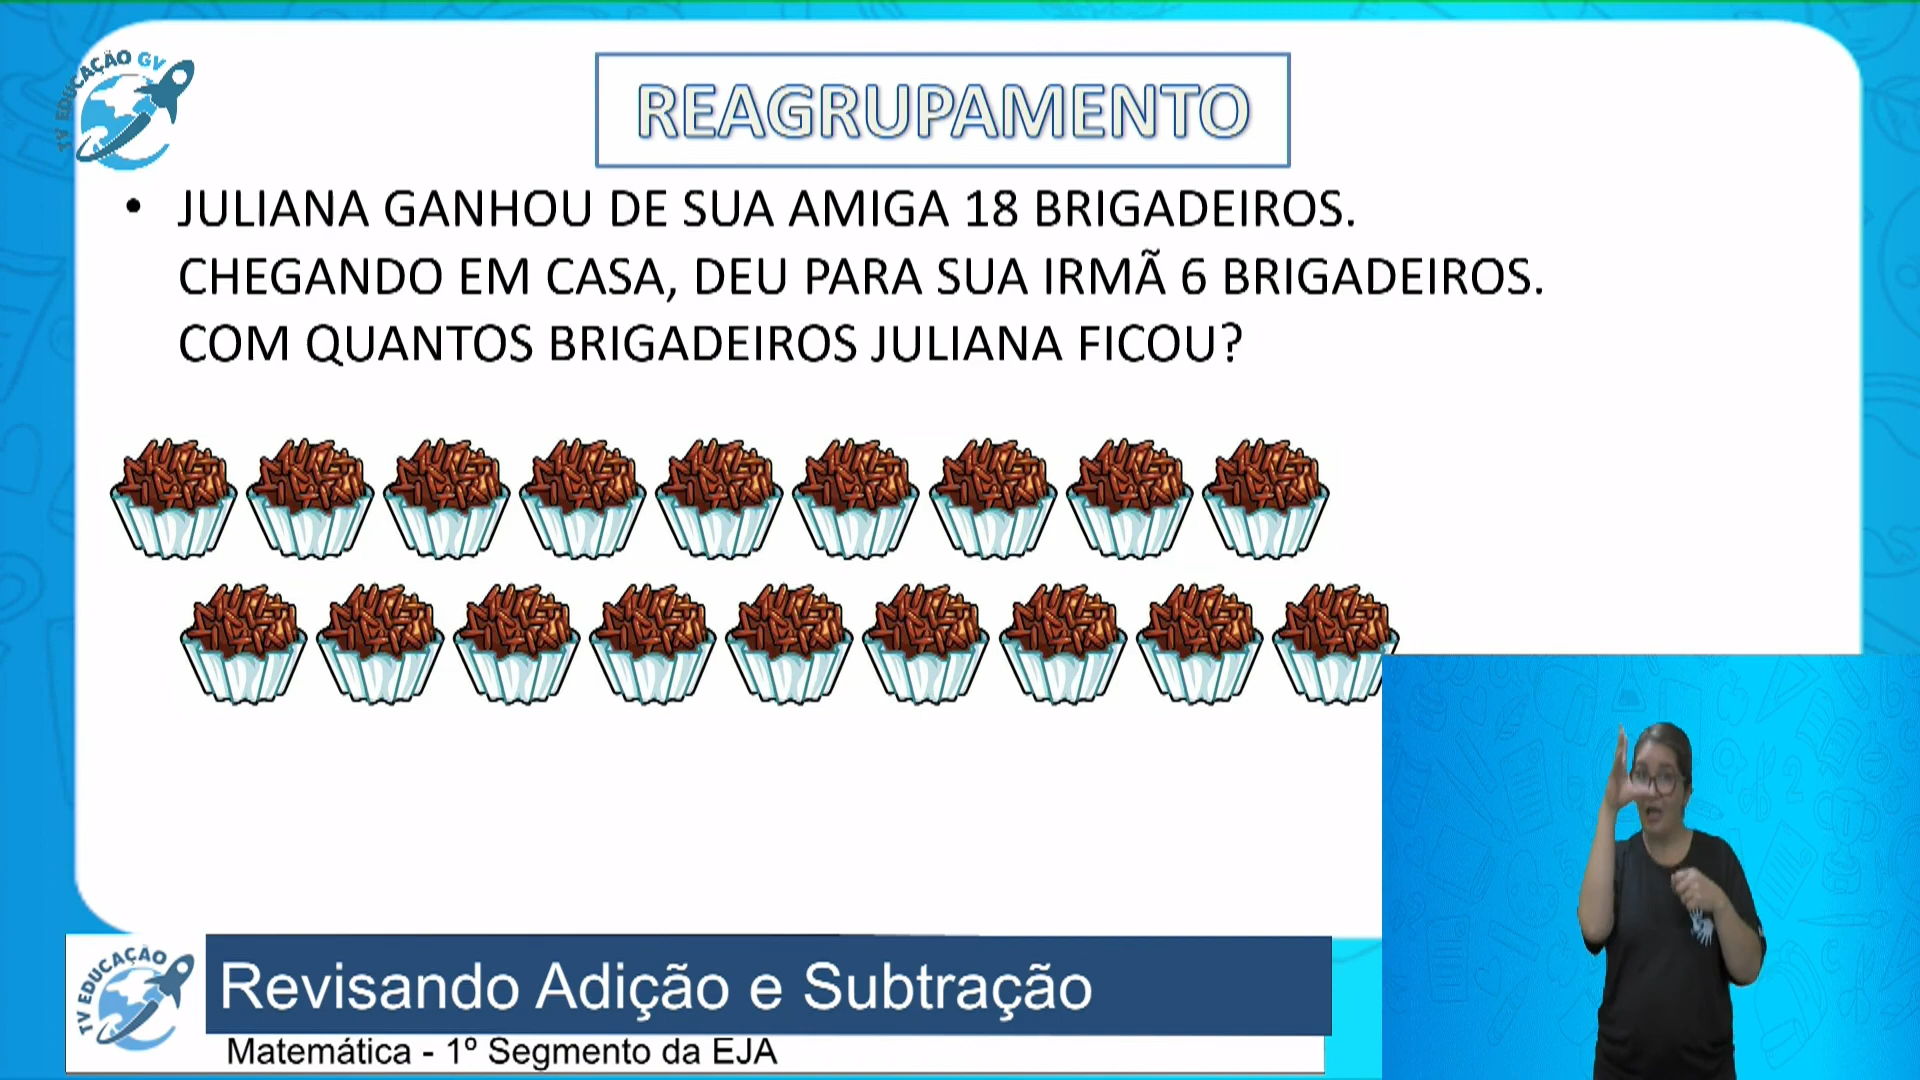 TV EDUCAÇÃO GV
REAGRUPAMENTO
• JULIANA GANHOU DE SUA AMIGA 18 BRIGADEIROS.
CHEGANDO EM CASA, DEU PARA SUA IRMÃ 6 BRIGADEIROS.
COM QUANTOS BRIGADEIROS JULIANA FICOU?
TV EDUCAÇÃO
Revisando Adição e Subtração
Matemática - 1º Segmento da EJA